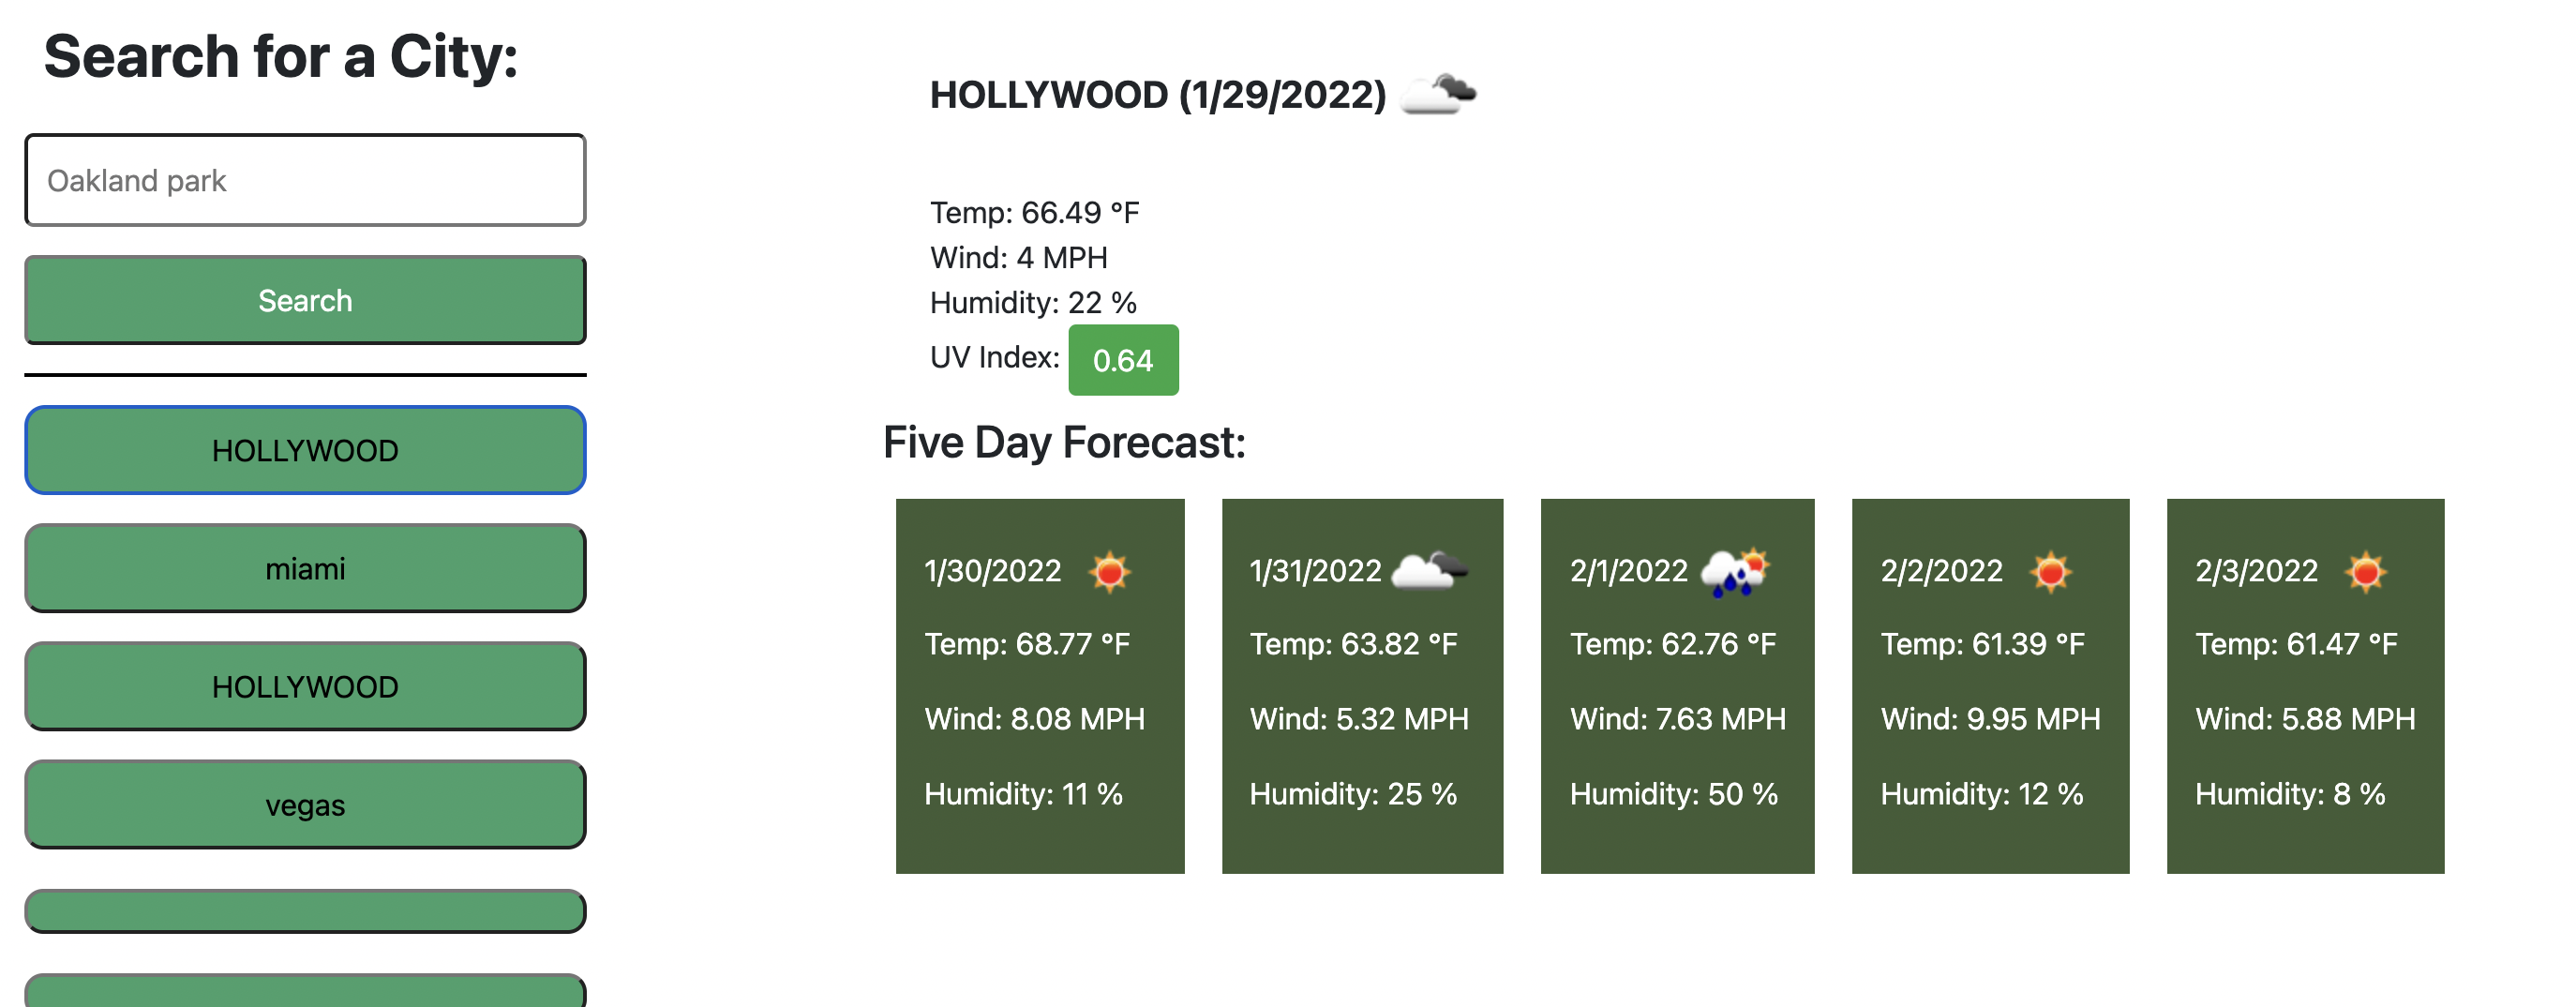 Search for a City:
Oakland park
Search
HOLLYWOOD
miami
HOLLYWOOD
vegas
HOLLYWOOD (1/29/2022)
Temp: 66.49 °F
Wind: 4 MPH
Humidity: 22 %
UV Index: 0.64
Five Day Forecast:
1/30/2022
Temp: 68.77 °F
Wind: 8.08 MPH
Humidity: 11 %
1/31/2022
Temp: 63.82 °F
Wind: 5.32 MPH
Humidity: 25 %
2/1/2022
Temp: 62.76 °F
Wind: 7.63 MPH
Humidity: 50 %
2/2/2022
Temp: 61.39 °F
Wind: 9.95 MPH
Humidity: 12 %
2/3/2022
Temp: 61.47 °F
Wind: 5.88 MPH
Humidity: 8 %